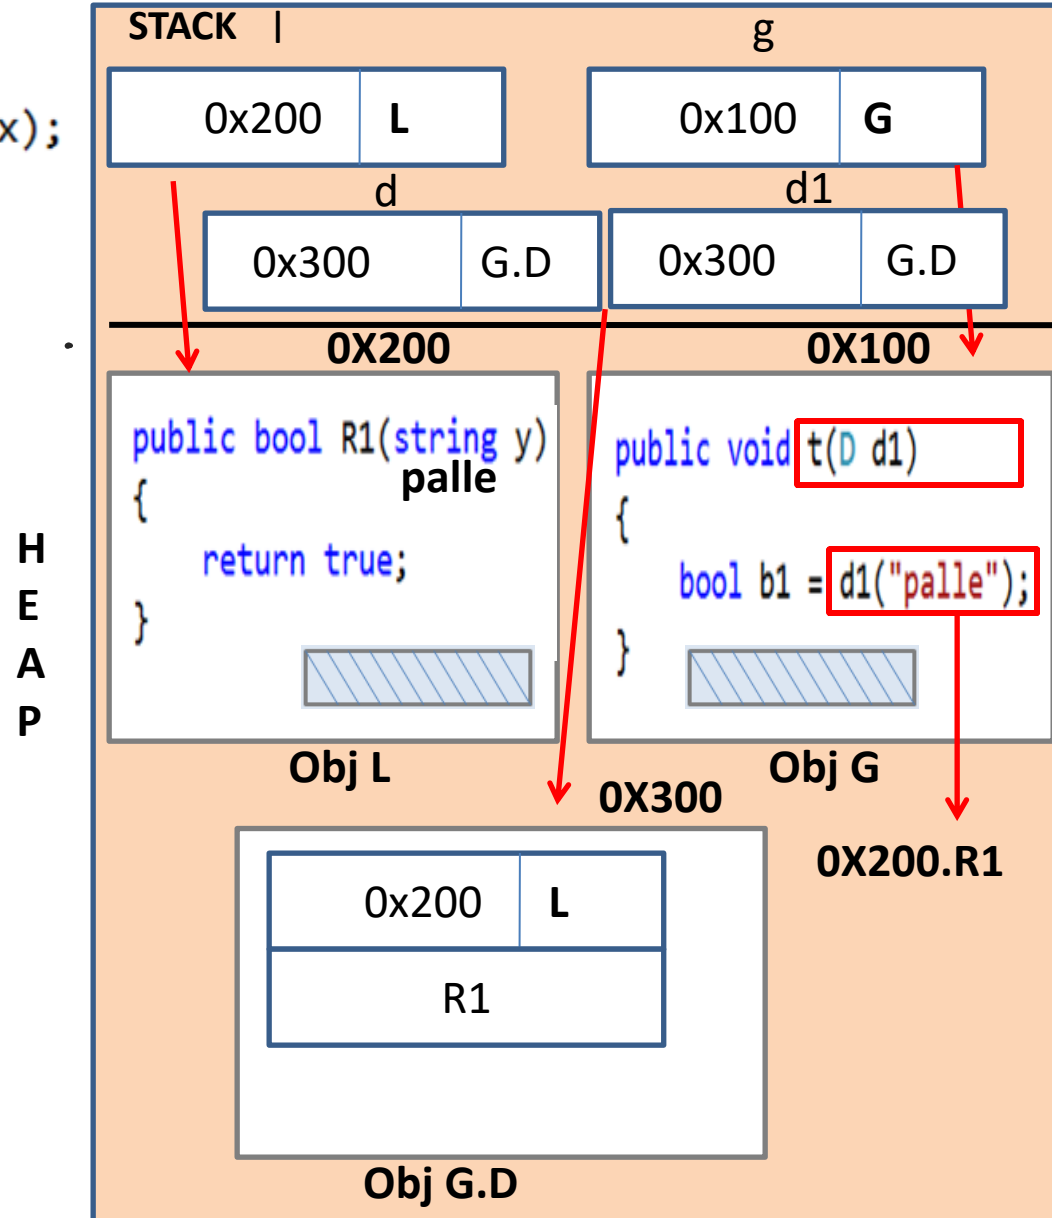 STACK l g
x);
0x200 L 0x100 G
d d1
0x300 G.D 0x300 G.D
.
0X200 0X100
public bool R1(string y)
palle
{
return true;
}
public void t(D d1)
{
bool b1 = d1("palle");
}
H
E
A
P
Obj L Obj G
0X300
0X200.R1
0x200 L
R1
Obj G.D